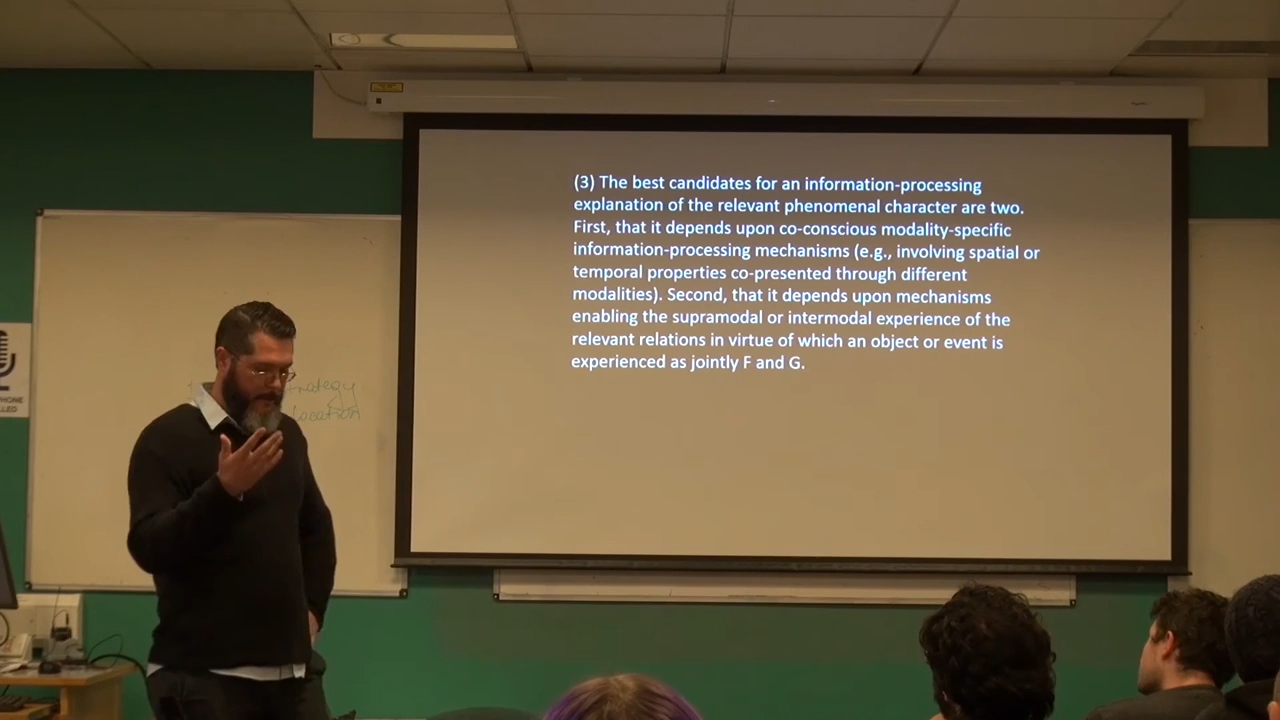 (3) The best candidates for an information-processing
explanation of the relevant phenomenal character are two.
First, that it depends upon co-conscious modality-specific
information-processing mechanisms (e.g., involving spatial or
temporal properties co-presented through different
modalities). Second, that it depends upon mechanisms
enabling the supramodal or intermodal experience of the
relevant relations in virtue of which an object or event is
experienced as jointly F and G.
location